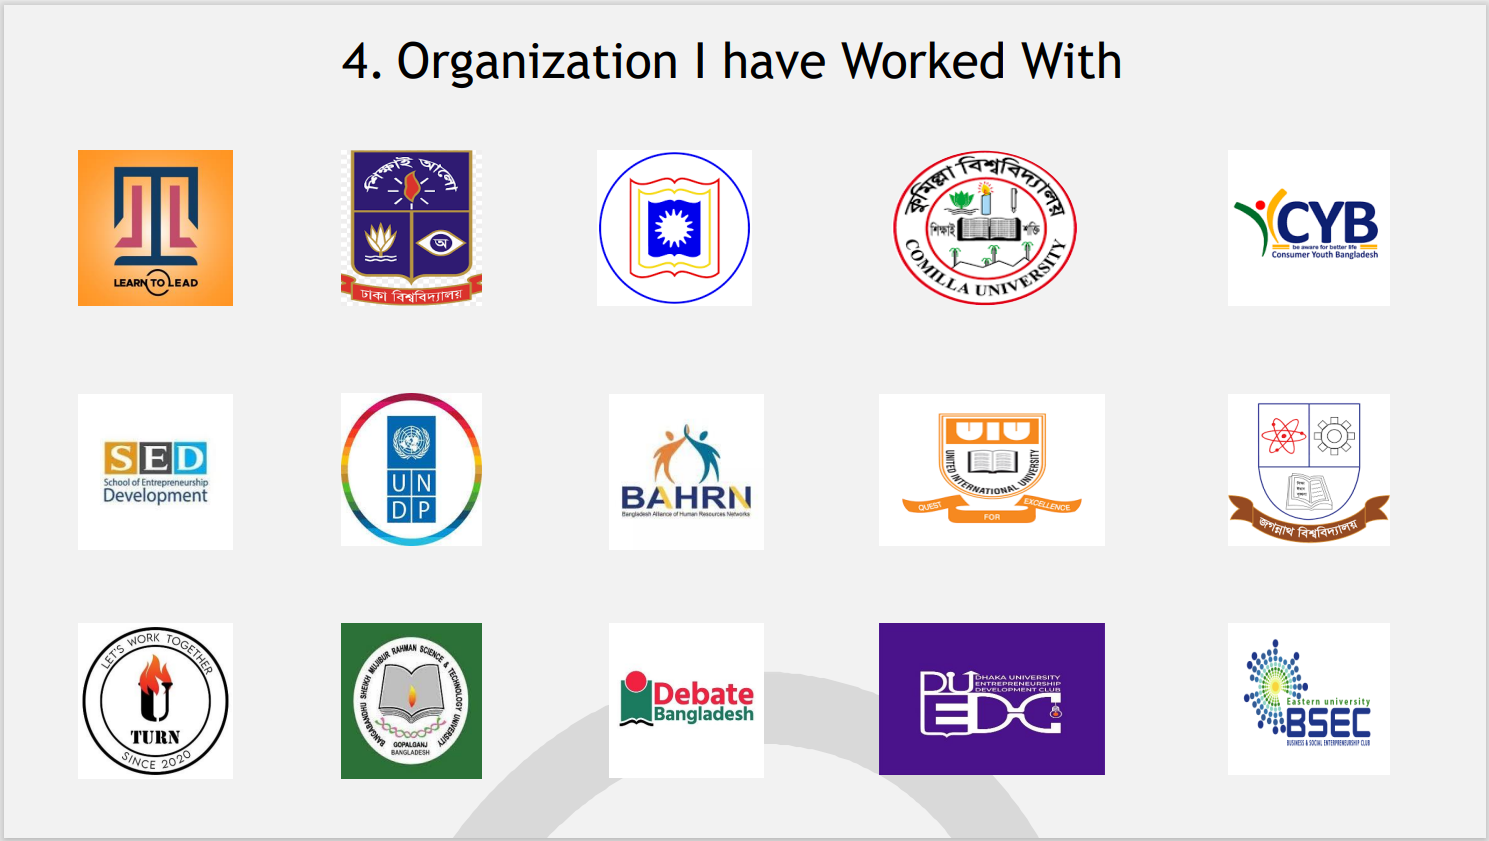 4. Organization I have Worked With
LEARN TO LEAD
শিক্ষাই আলো
অ
ঢাকা বিশ্ববিদ্যালয়
কুমিল্লা বিশ্ববিদ্যালয়
শিক্ষাই শক্তি
COMILLA UNIVERSITY
CYB
be aware for better life
Consumer Youth Bangladesh
SED
School of Entrepreneurship
Development
UN
DP
BAHRN
Bangladesh Alliance of Human Resources Networks
UIU
UNITED INTERNATIONAL UNIVERSITY
QUEST FOR EXCELLENCE
জগন্নাথ বিশ্ববিদ্যালয়
LET'S WORK TOGETHER
TURN
SINCE 2020
BANGABANDHU SHEIKH MUJIBUR RAHMAN SCIENCE & TECHNOLOGY UNIVERSITY
GOPALGANJ
BANGLADESH
Debate
Bangladesh
DU
DHAKA UNIVERSITY
ENTREPRENEURSHIP
DEVELOPMENT CLUB
EDC
Eastern university
BSEC
BUSINESS & SOCIAL ENTERPRENEURSHIP CLUB